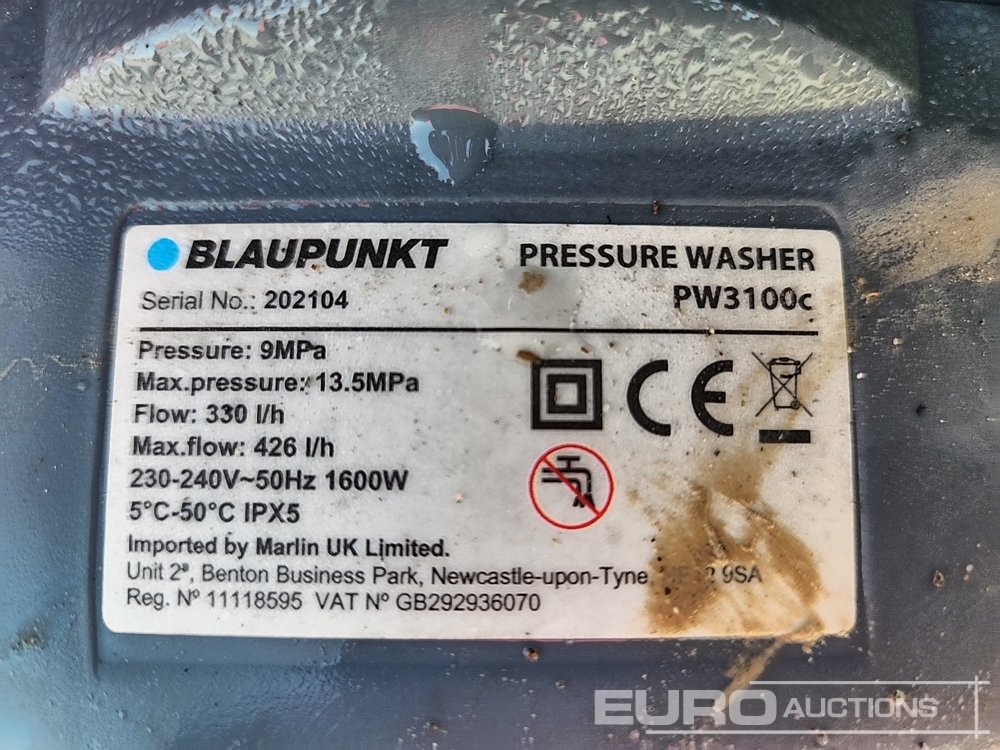 BLAUPUNKT
PRESSURE WASHER
Serial No.: 202104
PW3100c
Pressure: 9MPa
Max.pressure: 13.5MPa
Flow: 330 l/h
Max.flow: 426 l/h
230-240V~50Hz 1600W
5°C-50°C IPX5
CE
Imported by Marlin UK Limited.
Unit 2ª, Benton Business Park, Newcastle-upon-Tyne 9SA
Reg. Nº 11118595 VAT Nº GB292936070
EURO AUCTIONS